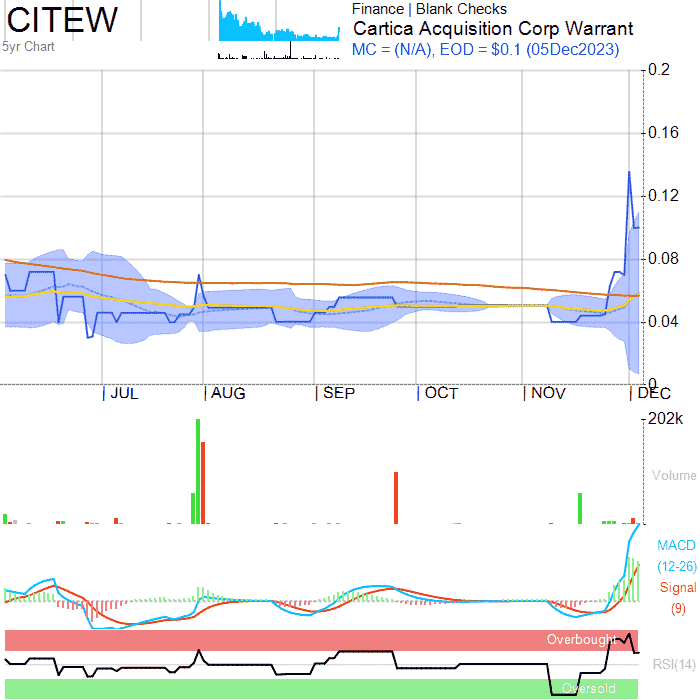 CITEW
5yr Chart
Finance | Blank Checks
Cartica Acquisition Corp Warrant
MC = (N/A), EOD = $0.1 (05Dec2023)
0.2
0.16
0.12
0.08
0.04
0
JUL AUG SEP OCT NOV DEC
202k
Volume
MACD
(12-26)
Signal
(9)
Overbought
RSI(14)
Oversold